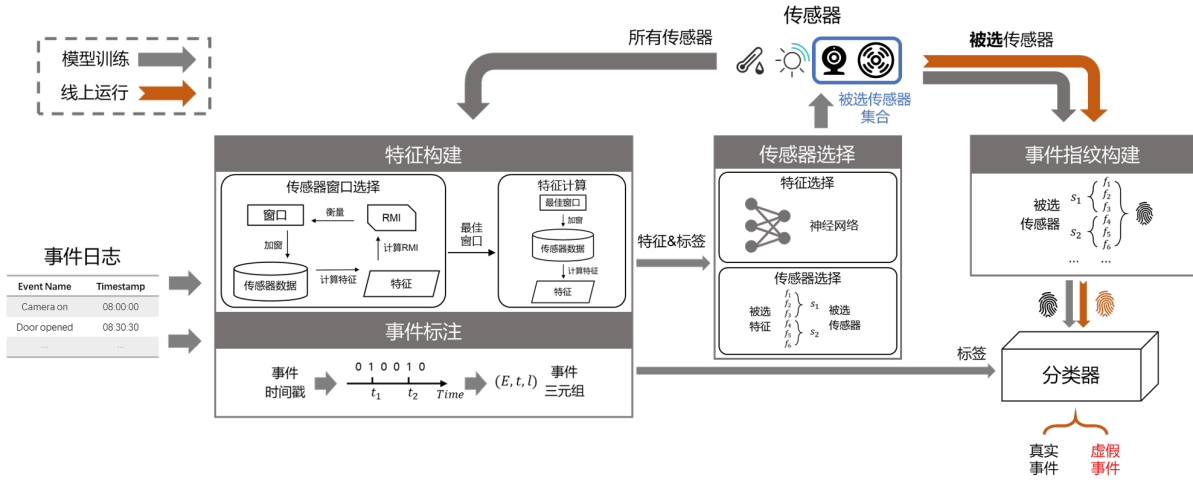 模型训练
线上运行
传感器
所有传感器
被选传感器
被选传感器
集合
特征构建
传感器窗口选择
窗口
衡量
RMI
加窗
计算RMI
传感器数据
计算特征
特征
最佳
窗口
特征计算
最佳窗口
加窗
传感器数据
计算特征
特征
事件标注
事件
时间戳
0 1 0 0 1 0
t₁ t₂ Time
(E, t, l)
事件
三元组
事件日志
Event Name Timestamp
Camera on 08:00:00
Door opened 08:30:30
... ...
特征&标签
传感器选择
特征选择
神经网络
传感器选择
被选
特征
f₁
f₂
f₃
f₄
f₅
f₆
s₁
s₂
被选
传感器
事件指纹构建
被选
传感器
s₁
s₂
f₁
f₂
f₃
f₄
f₅
f₆
... ...
标签
分类器
真实
事件
虚假
事件